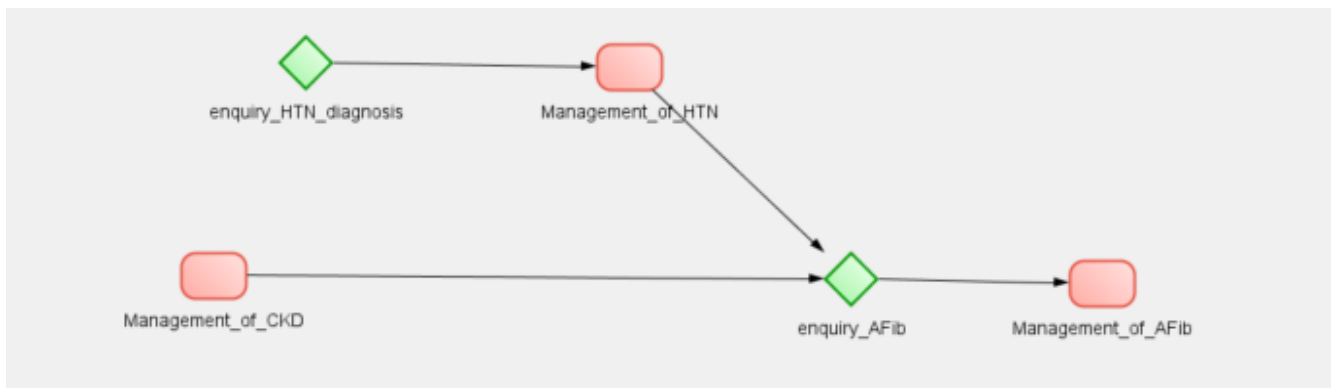 enquiry_HTN_diagnosis
Management_of_HTN
Management_of_CKD
enquiry_AFib
Management_of_AFib